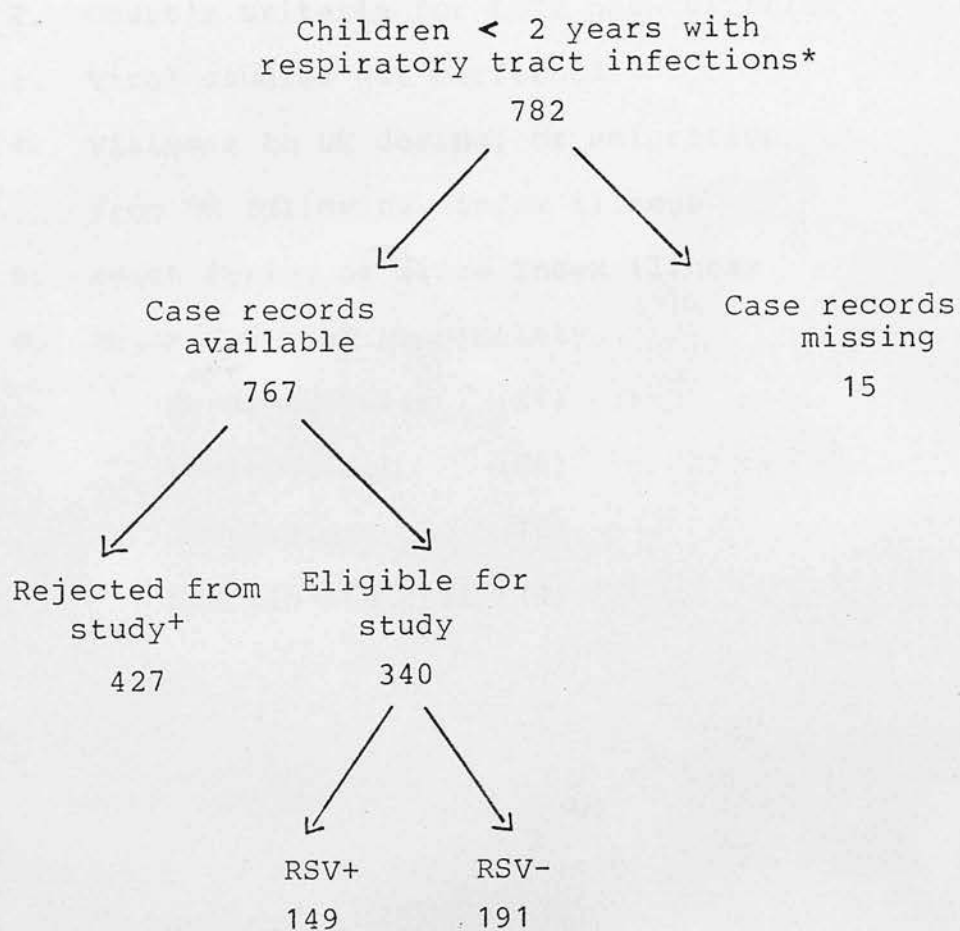 Children < 2 years with
respiratory tract infections*
782
Case records
available
767
Case records
missing
15
Rejected from
study+
427
Eligible for
study
340
RSV+
149
RSV-
191